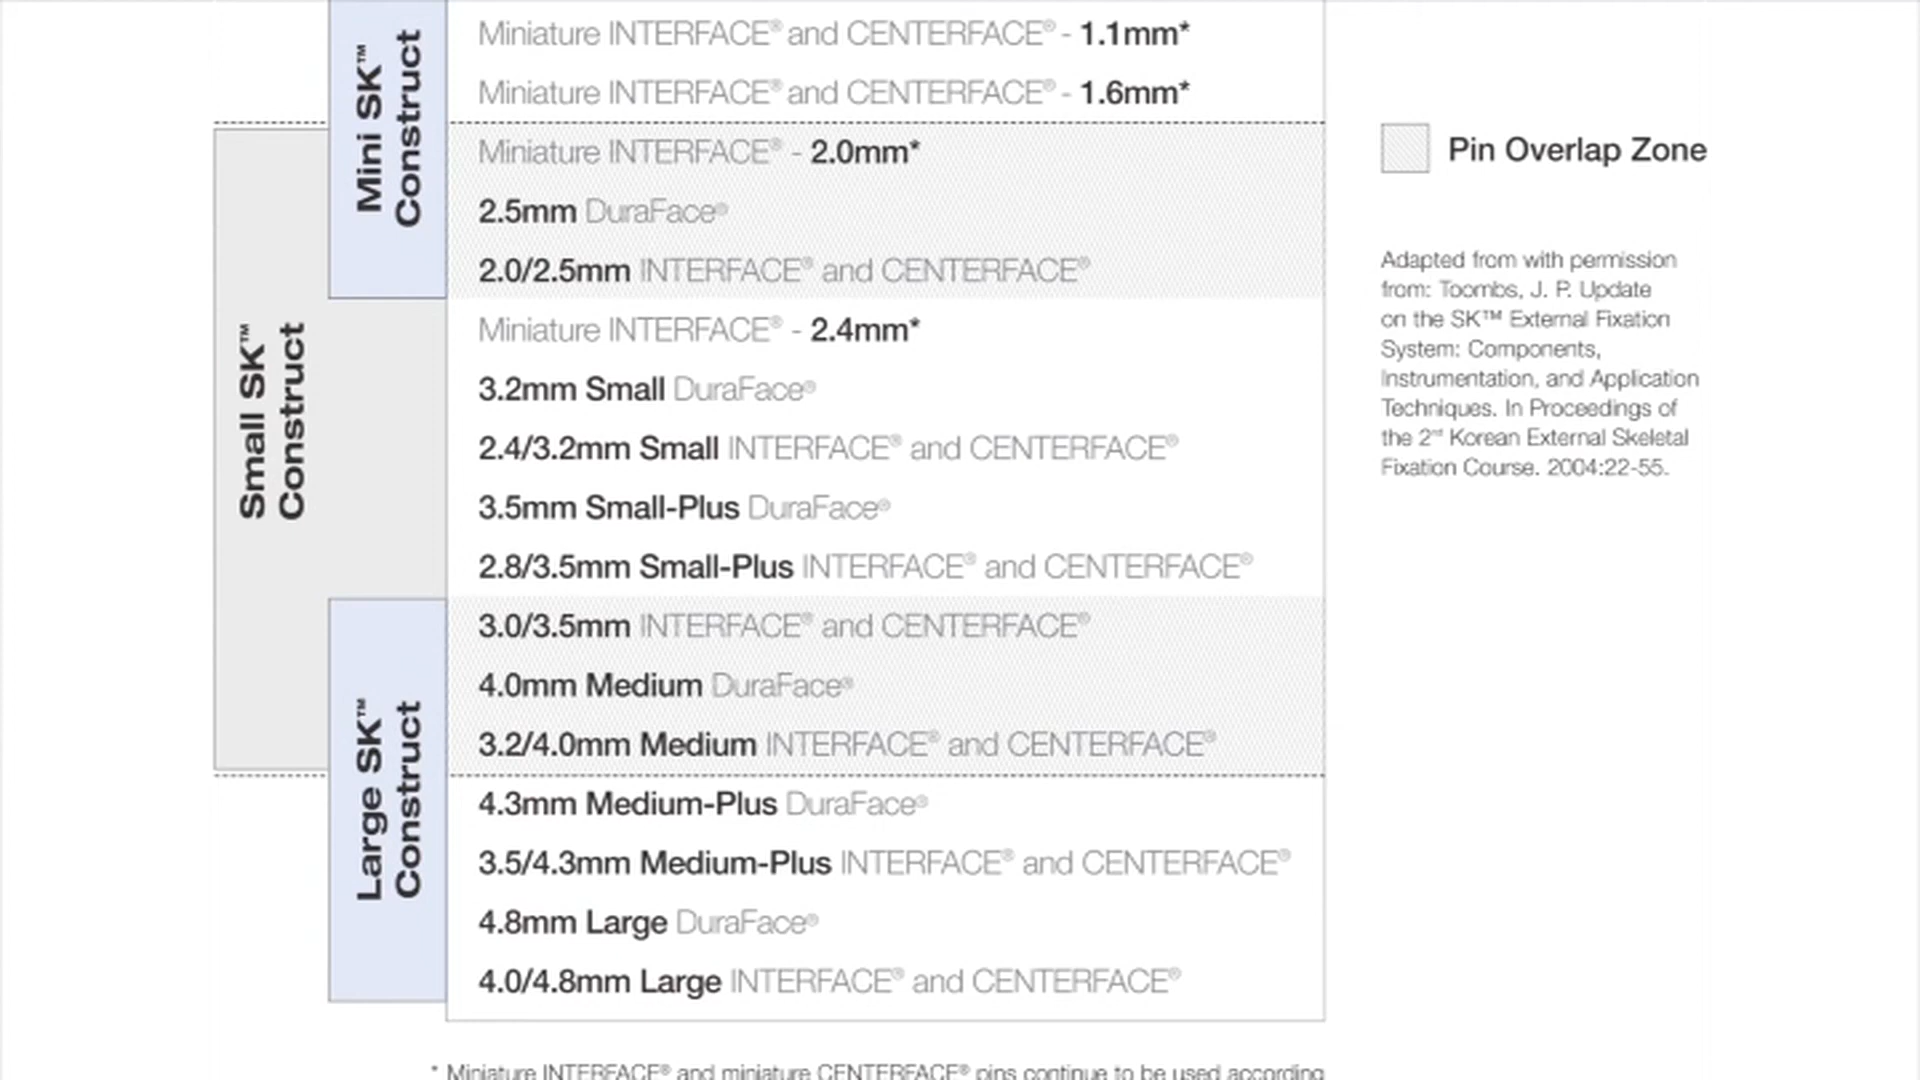 Mini SK™
Construct
Small SK™
Construct
Large SK™
Construct
Miniature INTERFACE® and CENTERFACE® - 1.1mm*
Miniature INTERFACE® and CENTERFACE® - 1.6mm*
Miniature INTERFACE® - 2.0mm*
2.5mm DuraFace®
2.0/2.5mm INTERFACE® and CENTERFACE®
Miniature INTERFACE® - 2.4mm*
3.2mm Small DuraFace®
2.4/3.2mm Small INTERFACE® and CENTERFACE®
3.5mm Small-Plus DuraFace®
2.8/3.5mm Small-Plus INTERFACE® and CENTERFACE®
3.0/3.5mm INTERFACE® and CENTERFACE®
4.0mm Medium DuraFace®
3.2/4.0mm Medium INTERFACE® and CENTERFACE®
4.3mm Medium-Plus DuraFace®
3.5/4.3mm Medium-Plus INTERFACE® and CENTERFACE®
4.8mm Large DuraFace®
4.0/4.8mm Large INTERFACE® and CENTERFACE®
* Miniature INTERFACE® and miniature CENTERFACE® pins continue to be used according
Pin Overlap Zone
Adapted from with permission
from: Toombs, J. P. Update
on the SK™ External Fixation
System: Components,
Instrumentation, and Application
Techniques. In Proceedings of
the 2ⁿᵈ Korean External Skeletal
Fixation Course. 2004:22-55.